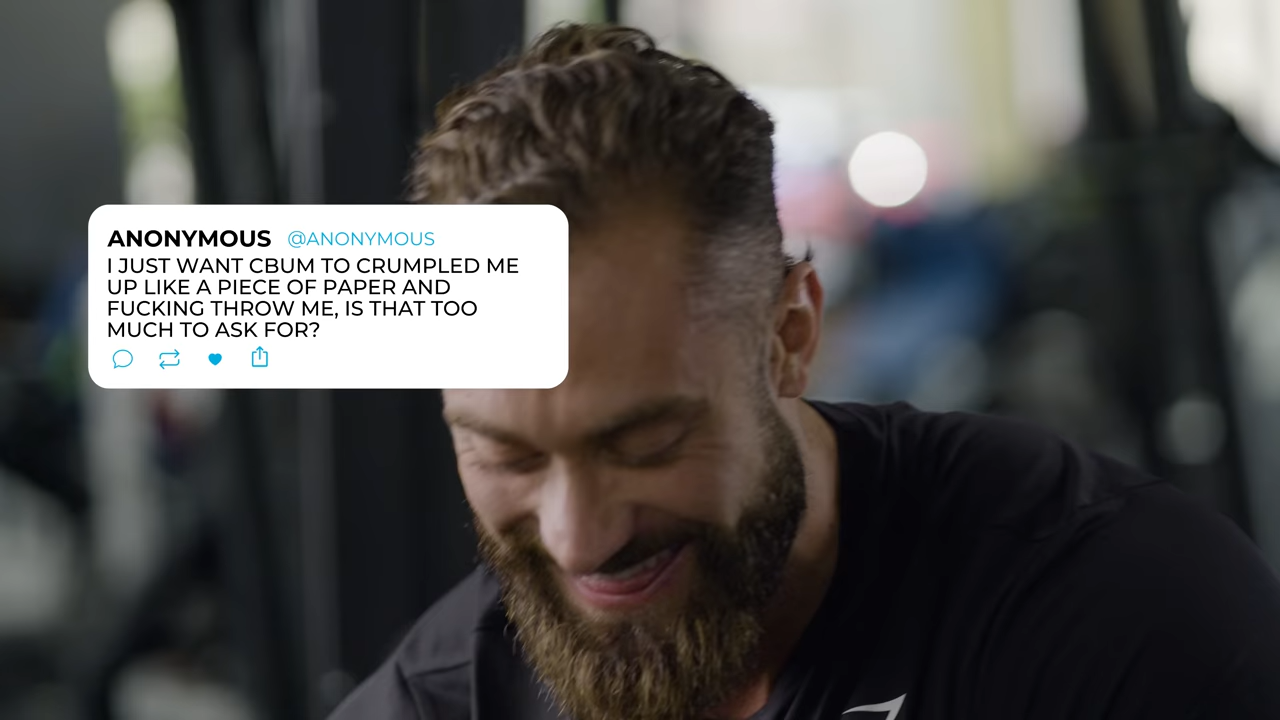 ANONYMOUS @ANONYMOUS
I JUST WANT CBUM TO CRUMPLED ME
UP LIKE A PIECE OF PAPER AND
FUCKING THROW ME, IS THAT TOO
MUCH TO ASK FOR?